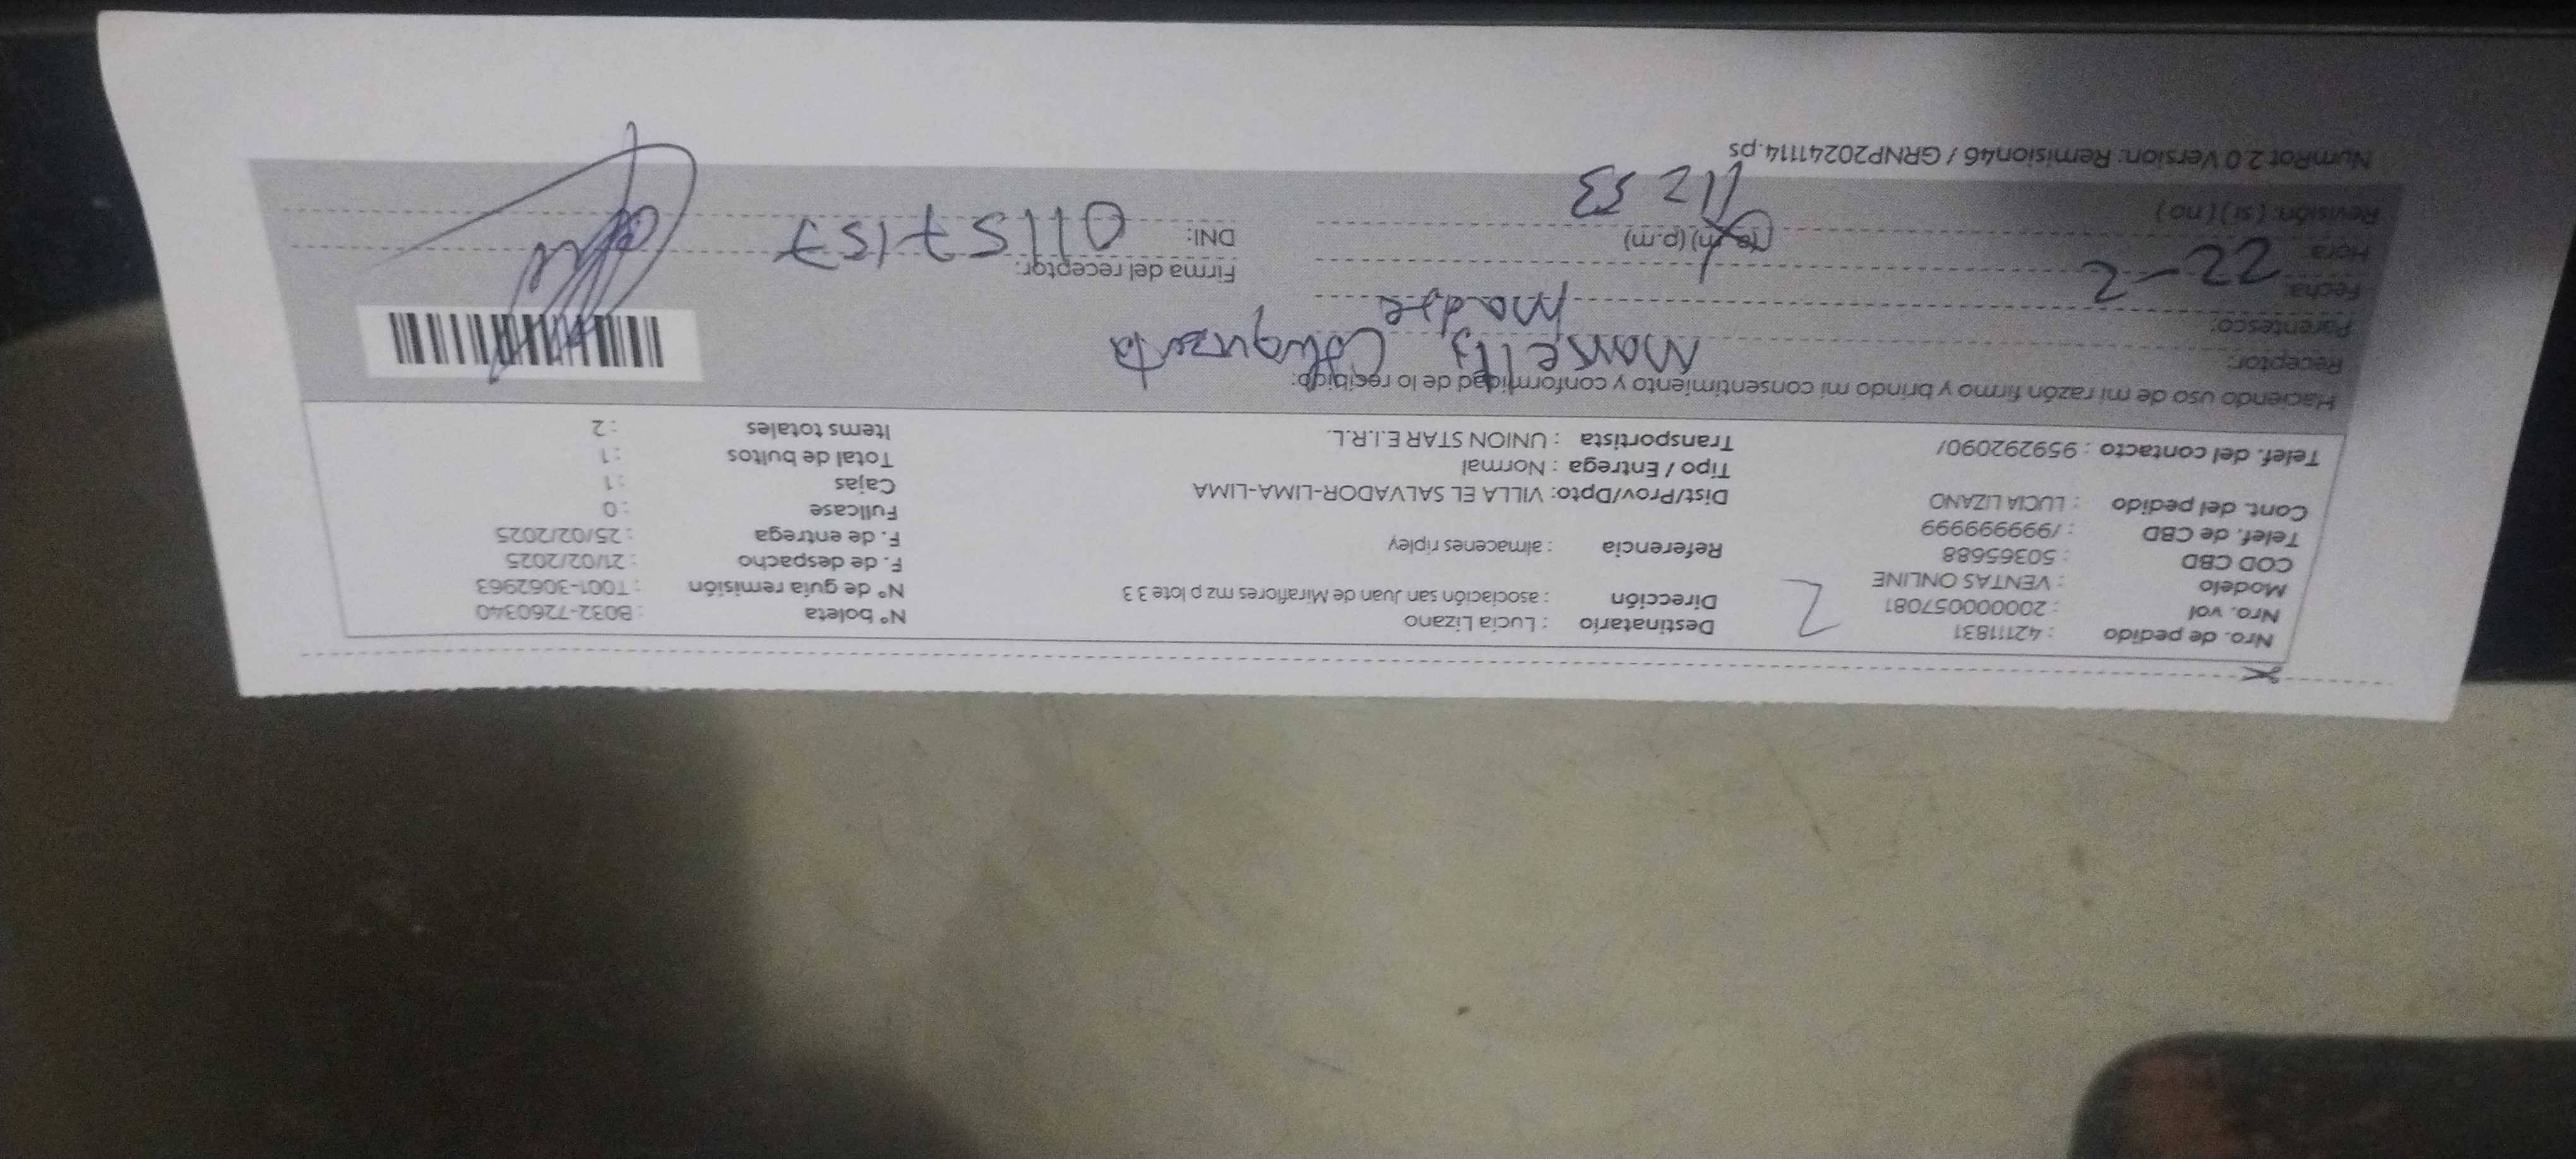 Nro. de pedido : 42111831
Nro. vol : 2000000057081
Modelo : VENTAS ONLINE
COD CBD : 50365688
Telef. de CBD : /999999999
Cont. del pedido : LUCIA LIZANO
Telef. del contacto : 959292090/
Destinatario : Lucia Lizano
Dirección : asociación san Juan de Miraflores mz p lote 3 3
Referencia : almacenes ripley
Dist/Prov/Dpto: VILLA EL SALVADOR-LIMA-LIMA
Tipo / Entrega : Normal
Transportista : UNION STAR E.I.R.L.
N° boleta : B032-7260340
N° de guía remisión : T001-3062963
F. de despacho : 21/02/2025
F. de entrega : 25/02/2025
Fullcase : 0
Cajas : 1
Total de bultos : 1
Items totales : 2
Haciendo uso de mi razón firmo y brindo mi consentimiento y conformidad de lo recibido:
Receptor:
Parentesco: Madre
Fecha: 22-2
Hora (p.m) 112 53
Revisión: (si) (no)
Firma del receptor:
DNI: 01157157
NumRot 2.0 Version: Remision46 / GRNP20241114.ps